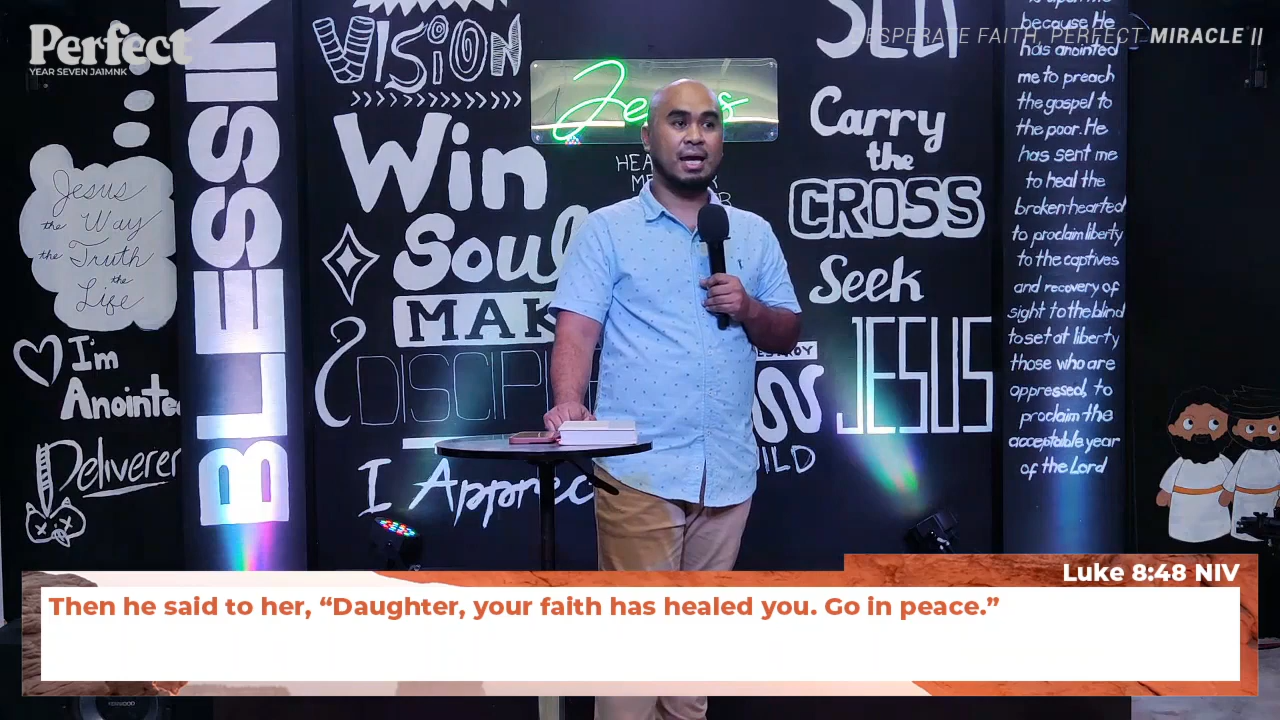 Perfect
YEAR SEVEN JA1MNK
DESPERATE FAITH, PERFECT MIRACLE ||
VISION
Win
Soul
MAK
DISCIP
I Apprec
BLESSIN
Jesus
the Way
the Truth
the
Life
I'm
Anointed
Deliverer
Jesus
HEA
Carry
the
CROSS
Seek
JESUS
ILD
because He
has anointed
me to preach
the gospel to
the poor. He
has sent me
to heal the
brokenhearted
to proclaim liberty
to the captives
and recovery of
sight to the blind
to set at liberty
those who are
oppressed, to
proclaim the
acceptable year
of the Lord
Luke 8:48 NIV
Then he said to her, “Daughter, your faith has healed you. Go in peace.”